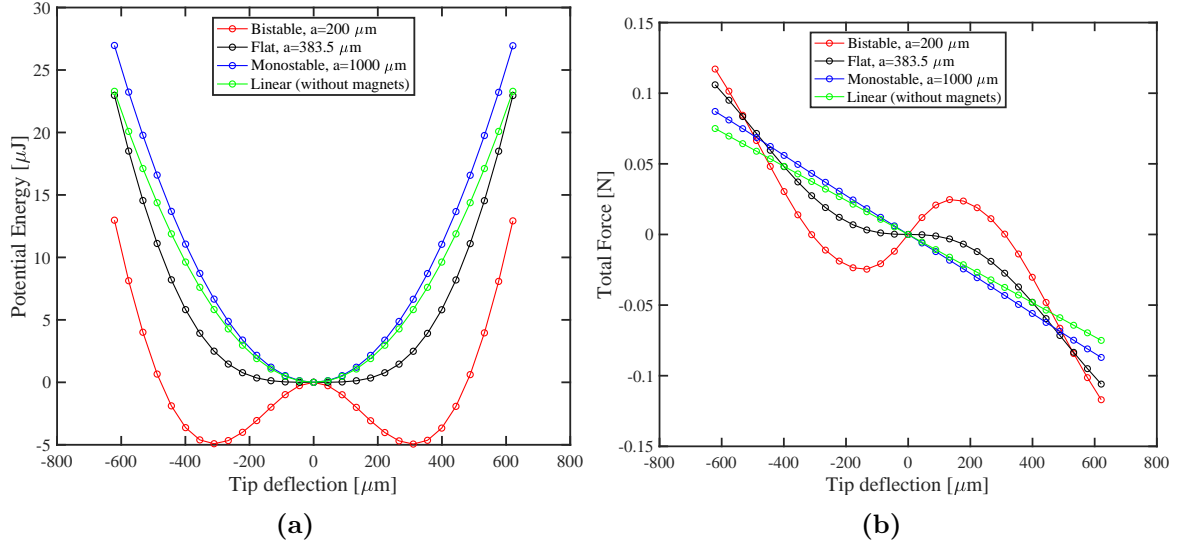 30
25
20
15
10
5
0
-5
Potential Energy [μJ]
Bistable, a=200 μm
Flat, a=383.5 μm
Monostable, a=1000 μm
Linear (without magnets)
-800 -600 -400 -200 0 200 400 600 800
Tip deflection [μm]
(a)
0.15
0.1
0.05
0
-0.05
-0.1
-0.15
Total Force [N]
Bistable, a=200 μm
Flat, a=383.5 μm
Monostable, a=1000 μm
Linear (without magnets)
-800 -600 -400 -200 0 200 400 600 800
Tip deflection [μm]
(b)